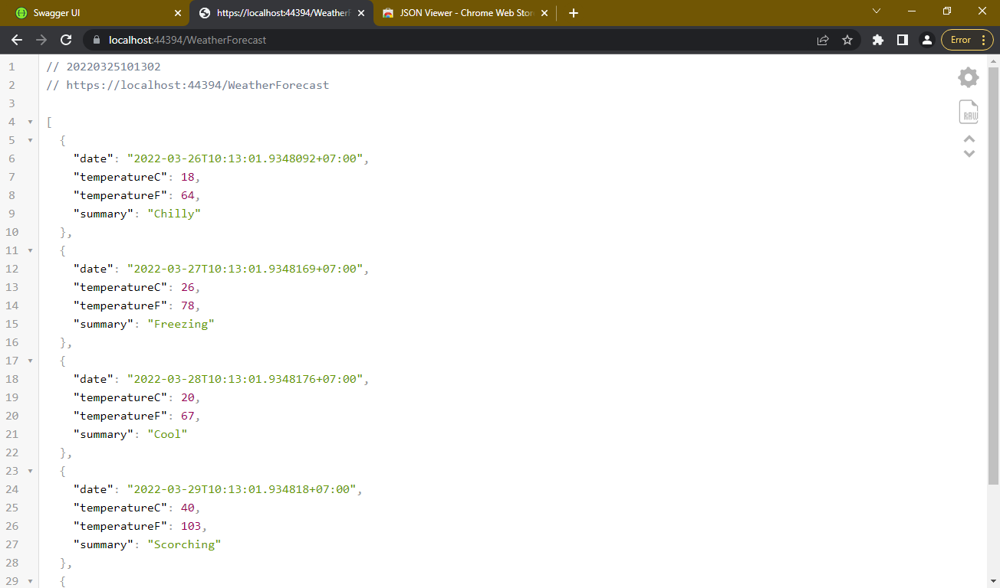 Swagger UI
https://localhost:44394/WeatherF
JSON Viewer - Chrome Web Stor
localhost:44394/WeatherForecast
Error
1 // 20220325101302
2 // https://localhost:44394/WeatherForecast
3
4 [
5 {
6 "date": "2022-03-26T10:13:01.9348092+07:00",
7 "temperatureC": 18,
8 "temperatureF": 64,
9 "summary": "Chilly"
10 },
11 {
12 "date": "2022-03-27T10:13:01.9348169+07:00",
13 "temperatureC": 26,
14 "temperatureF": 78,
15 "summary": "Freezing"
16 },
17 {
18 "date": "2022-03-28T10:13:01.9348176+07:00",
19 "temperatureC": 20,
20 "temperatureF": 67,
21 "summary": "Cool"
22 },
23 {
24 "date": "2022-03-29T10:13:01.934818+07:00",
25 "temperatureC": 40,
26 "temperatureF": 103,
27 "summary": "Scorching"
28 },
29 {
RAW